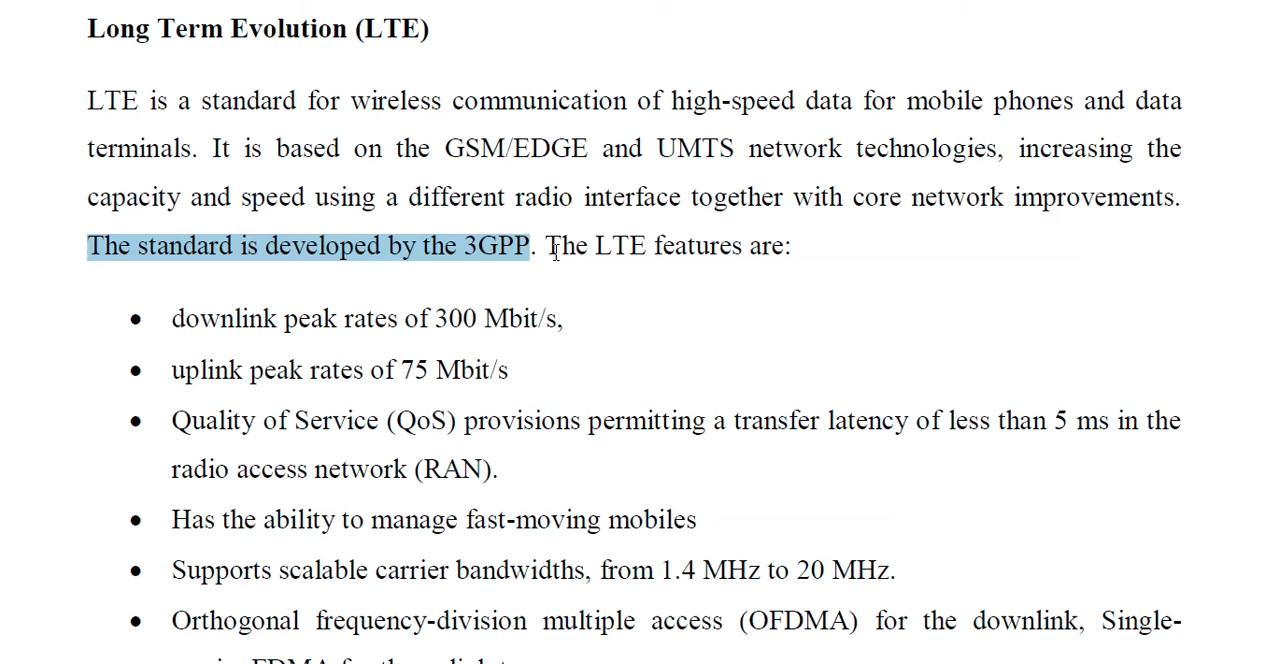 Long Term Evolution (LTE)
LTE is a standard for wireless communication of high-speed data for mobile phones and data
terminals. It is based on the GSM/EDGE and UMTS network technologies, increasing the
capacity and speed using a different radio interface together with core network improvements.
The standard is developed by the 3GPP. The LTE features are:
• downlink peak rates of 300 Mbit/s,
• uplink peak rates of 75 Mbit/s
• Quality of Service (QoS) provisions permitting a transfer latency of less than 5 ms in the
radio access network (RAN).
• Has the ability to manage fast-moving mobiles
• Supports scalable carrier bandwidths, from 1.4 MHz to 20 MHz.
• Orthogonal frequency-division multiple access (OFDMA) for the downlink, Single-